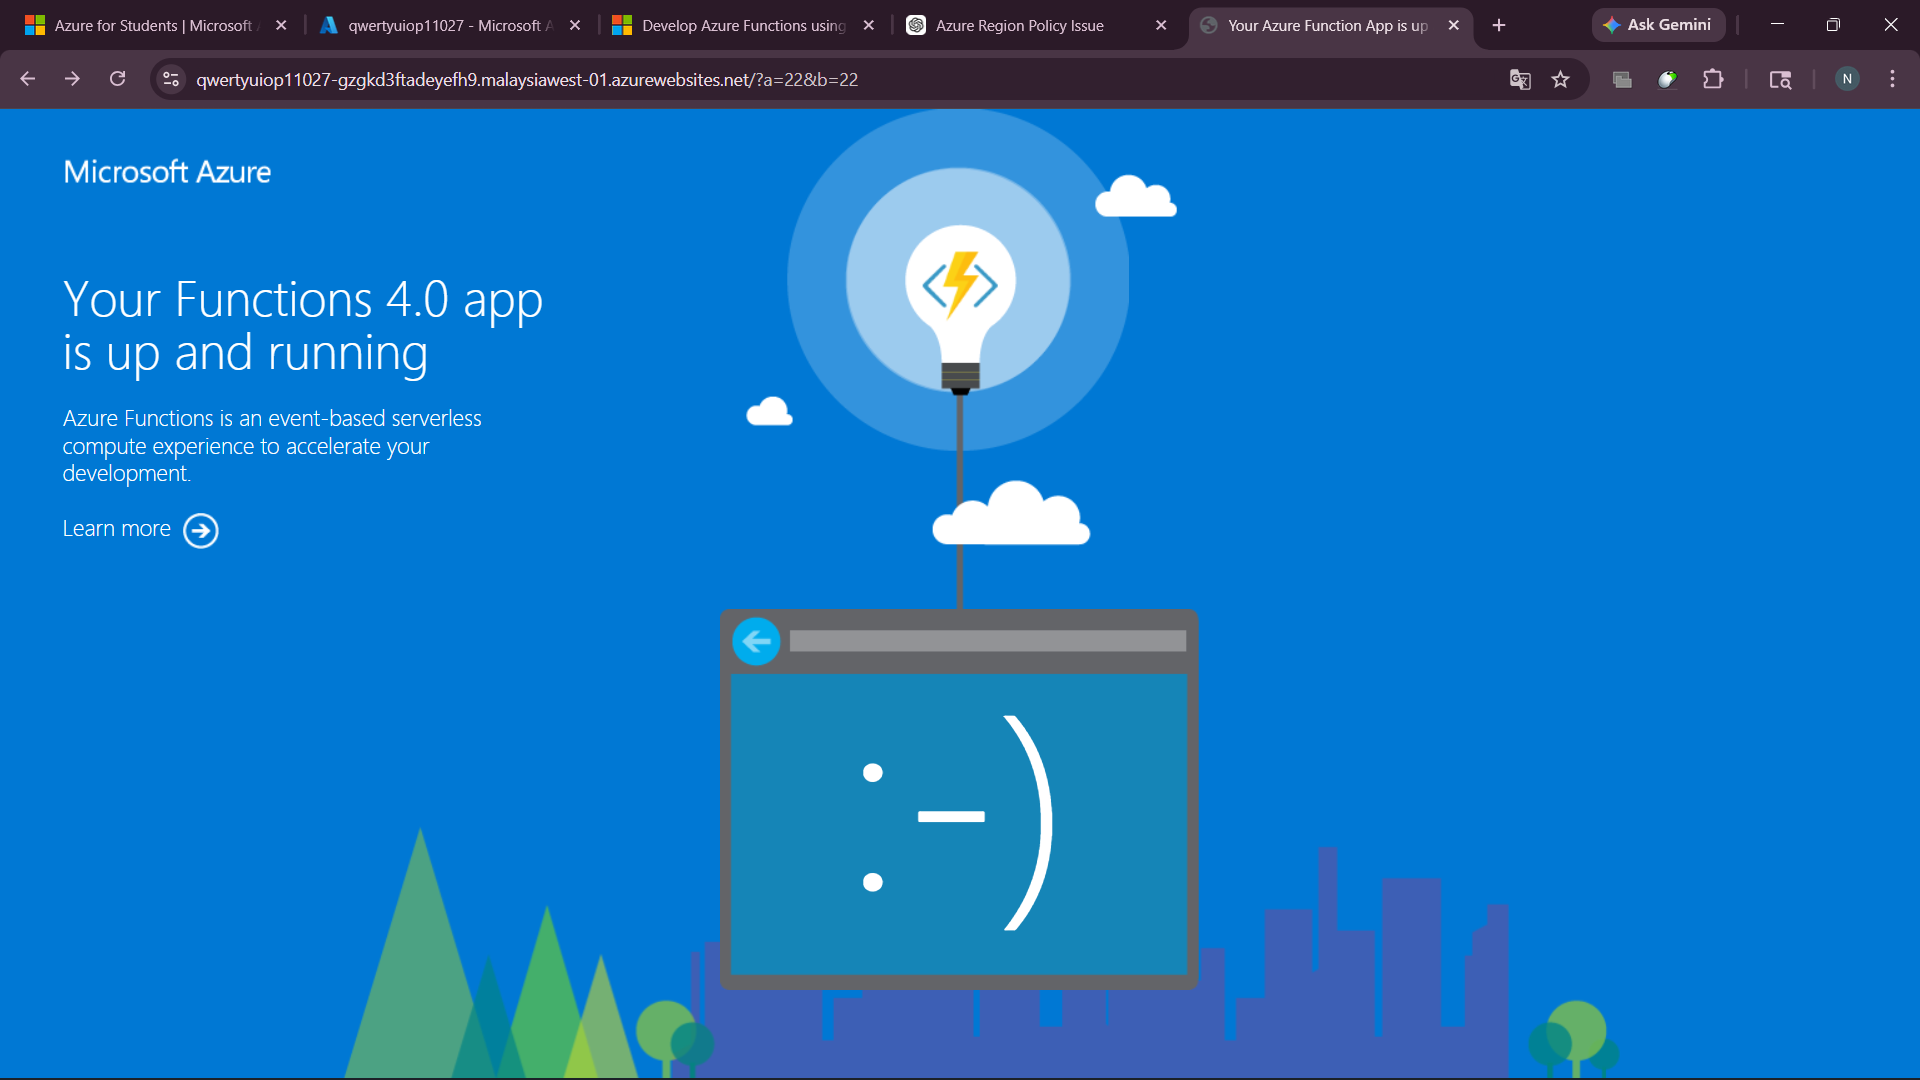 Azure for Students | Microsoft
qwertyuiop11027 - Microsoft A
Develop Azure Functions using
Azure Region Policy Issue
Your Azure Function App is up
Ask Gemini
qwertyuiop11027-gzgkd3ftadeyefh9.malaysiawest-01.azurewebsites.net/?a=22&b=22
N
Microsoft Azure
Your Functions 4.0 app
is up and running
Azure Functions is an event-based serverless
compute experience to accelerate your
development.
Learn more
:-)